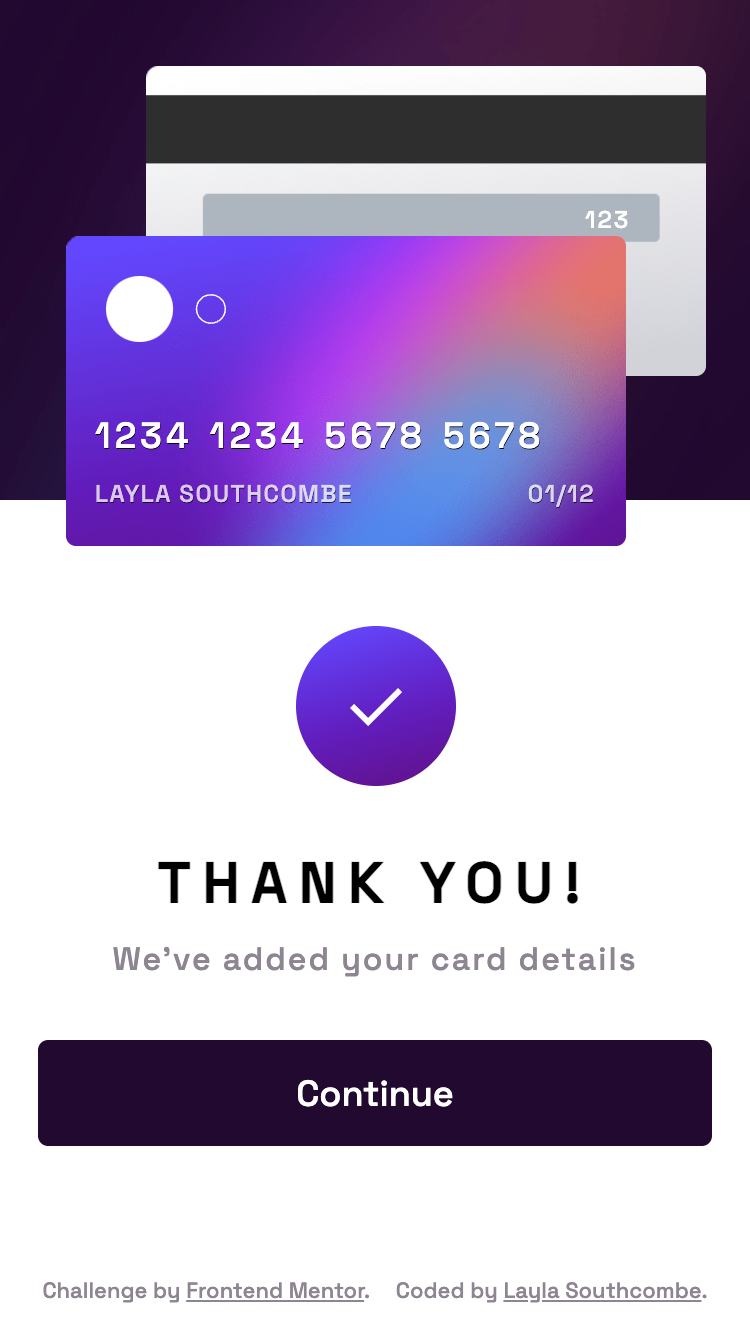 123
1234 1234 5678 5678
LAYLA SOUTHCOMBE 01/12
THANK YOU!
We've added your card details
Continue
Challenge by Frontend Mentor. Coded by Layla Southcombe.